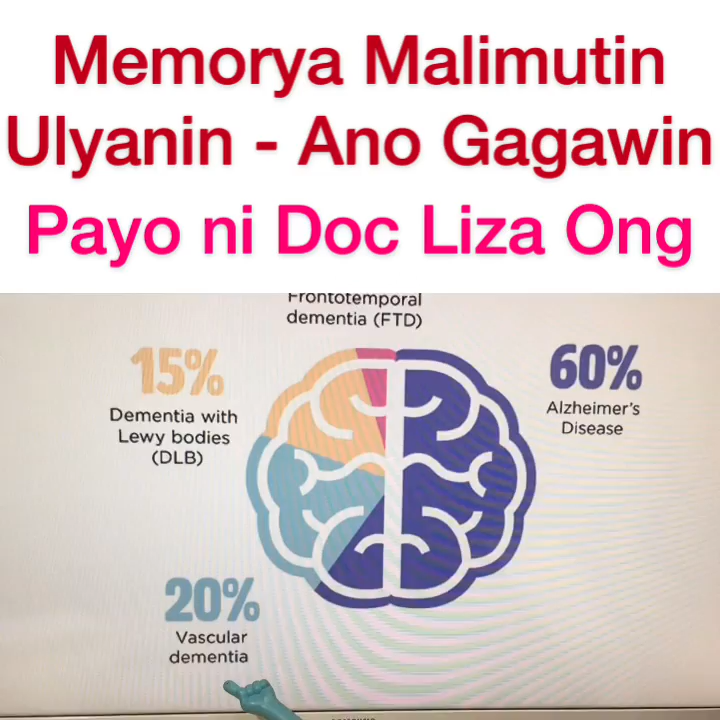 Memorya Malimutin
Ulyanin - Ano Gagawin
Payo ni Doc Liza Ong
Frontotemporal
dementia (FTD)
15%
Dementia with
Lewy bodies
(DLB)
60%
Alzheimer's
Disease
20%
Vascular
dementia